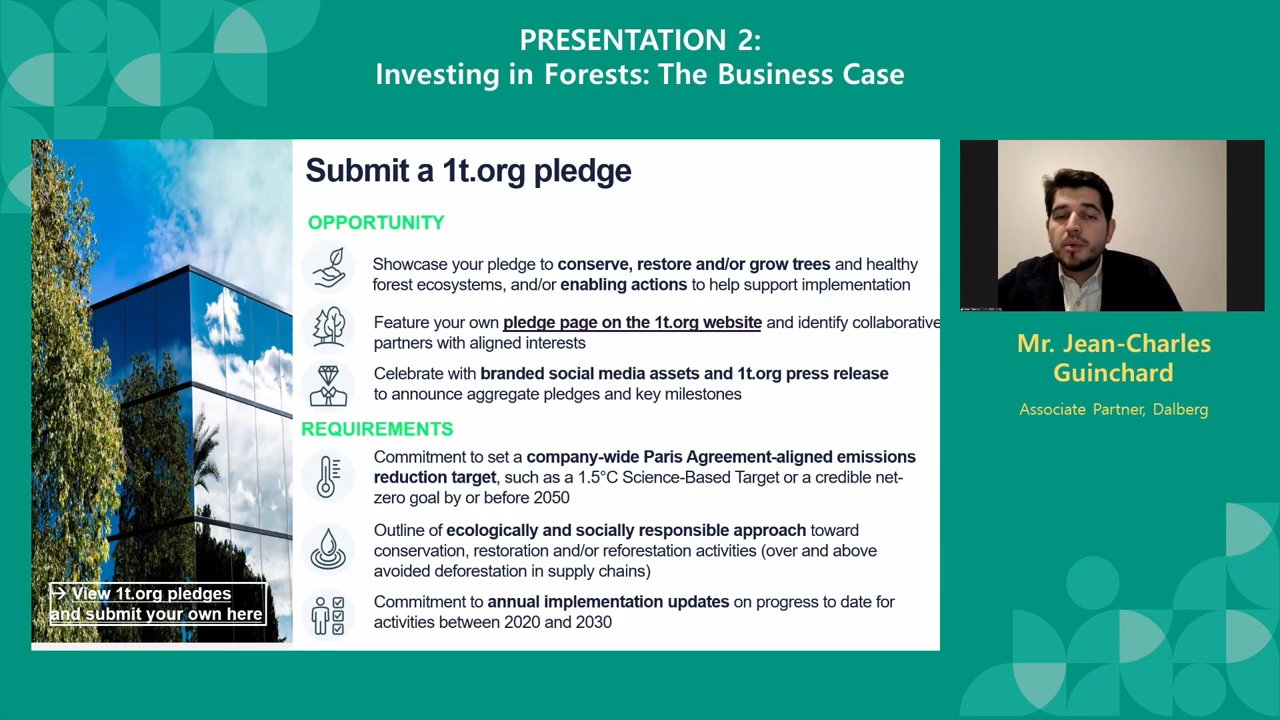 PRESENTATION 2:
Investing in Forests: The Business Case
Submit a 1t.org pledge
OPPORTUNITY
Showcase your pledge to conserve, restore and/or grow trees and healthy
forest ecosystems, and/or enabling actions to help support implementation
Feature your own pledge page on the 1t.org website and identify collaborative
partners with aligned interests
Celebrate with branded social media assets and 1t.org press release
to announce aggregate pledges and key milestones
REQUIREMENTS
Commitment to set a company-wide Paris Agreement-aligned emissions
reduction target, such as a 1.5°C Science-Based Target or a credible net-
zero goal by or before 2050
Outline of ecologically and socially responsible approach toward
conservation, restoration and/or reforestation activities (over and above
avoided deforestation in supply chains)
Commitment to annual implementation updates on progress to date for
activities between 2020 and 2030
→ View 1t.org pledges
and submit your own here
Mr. Jean-Charles
Guinchard
Associate Partner, Dalberg